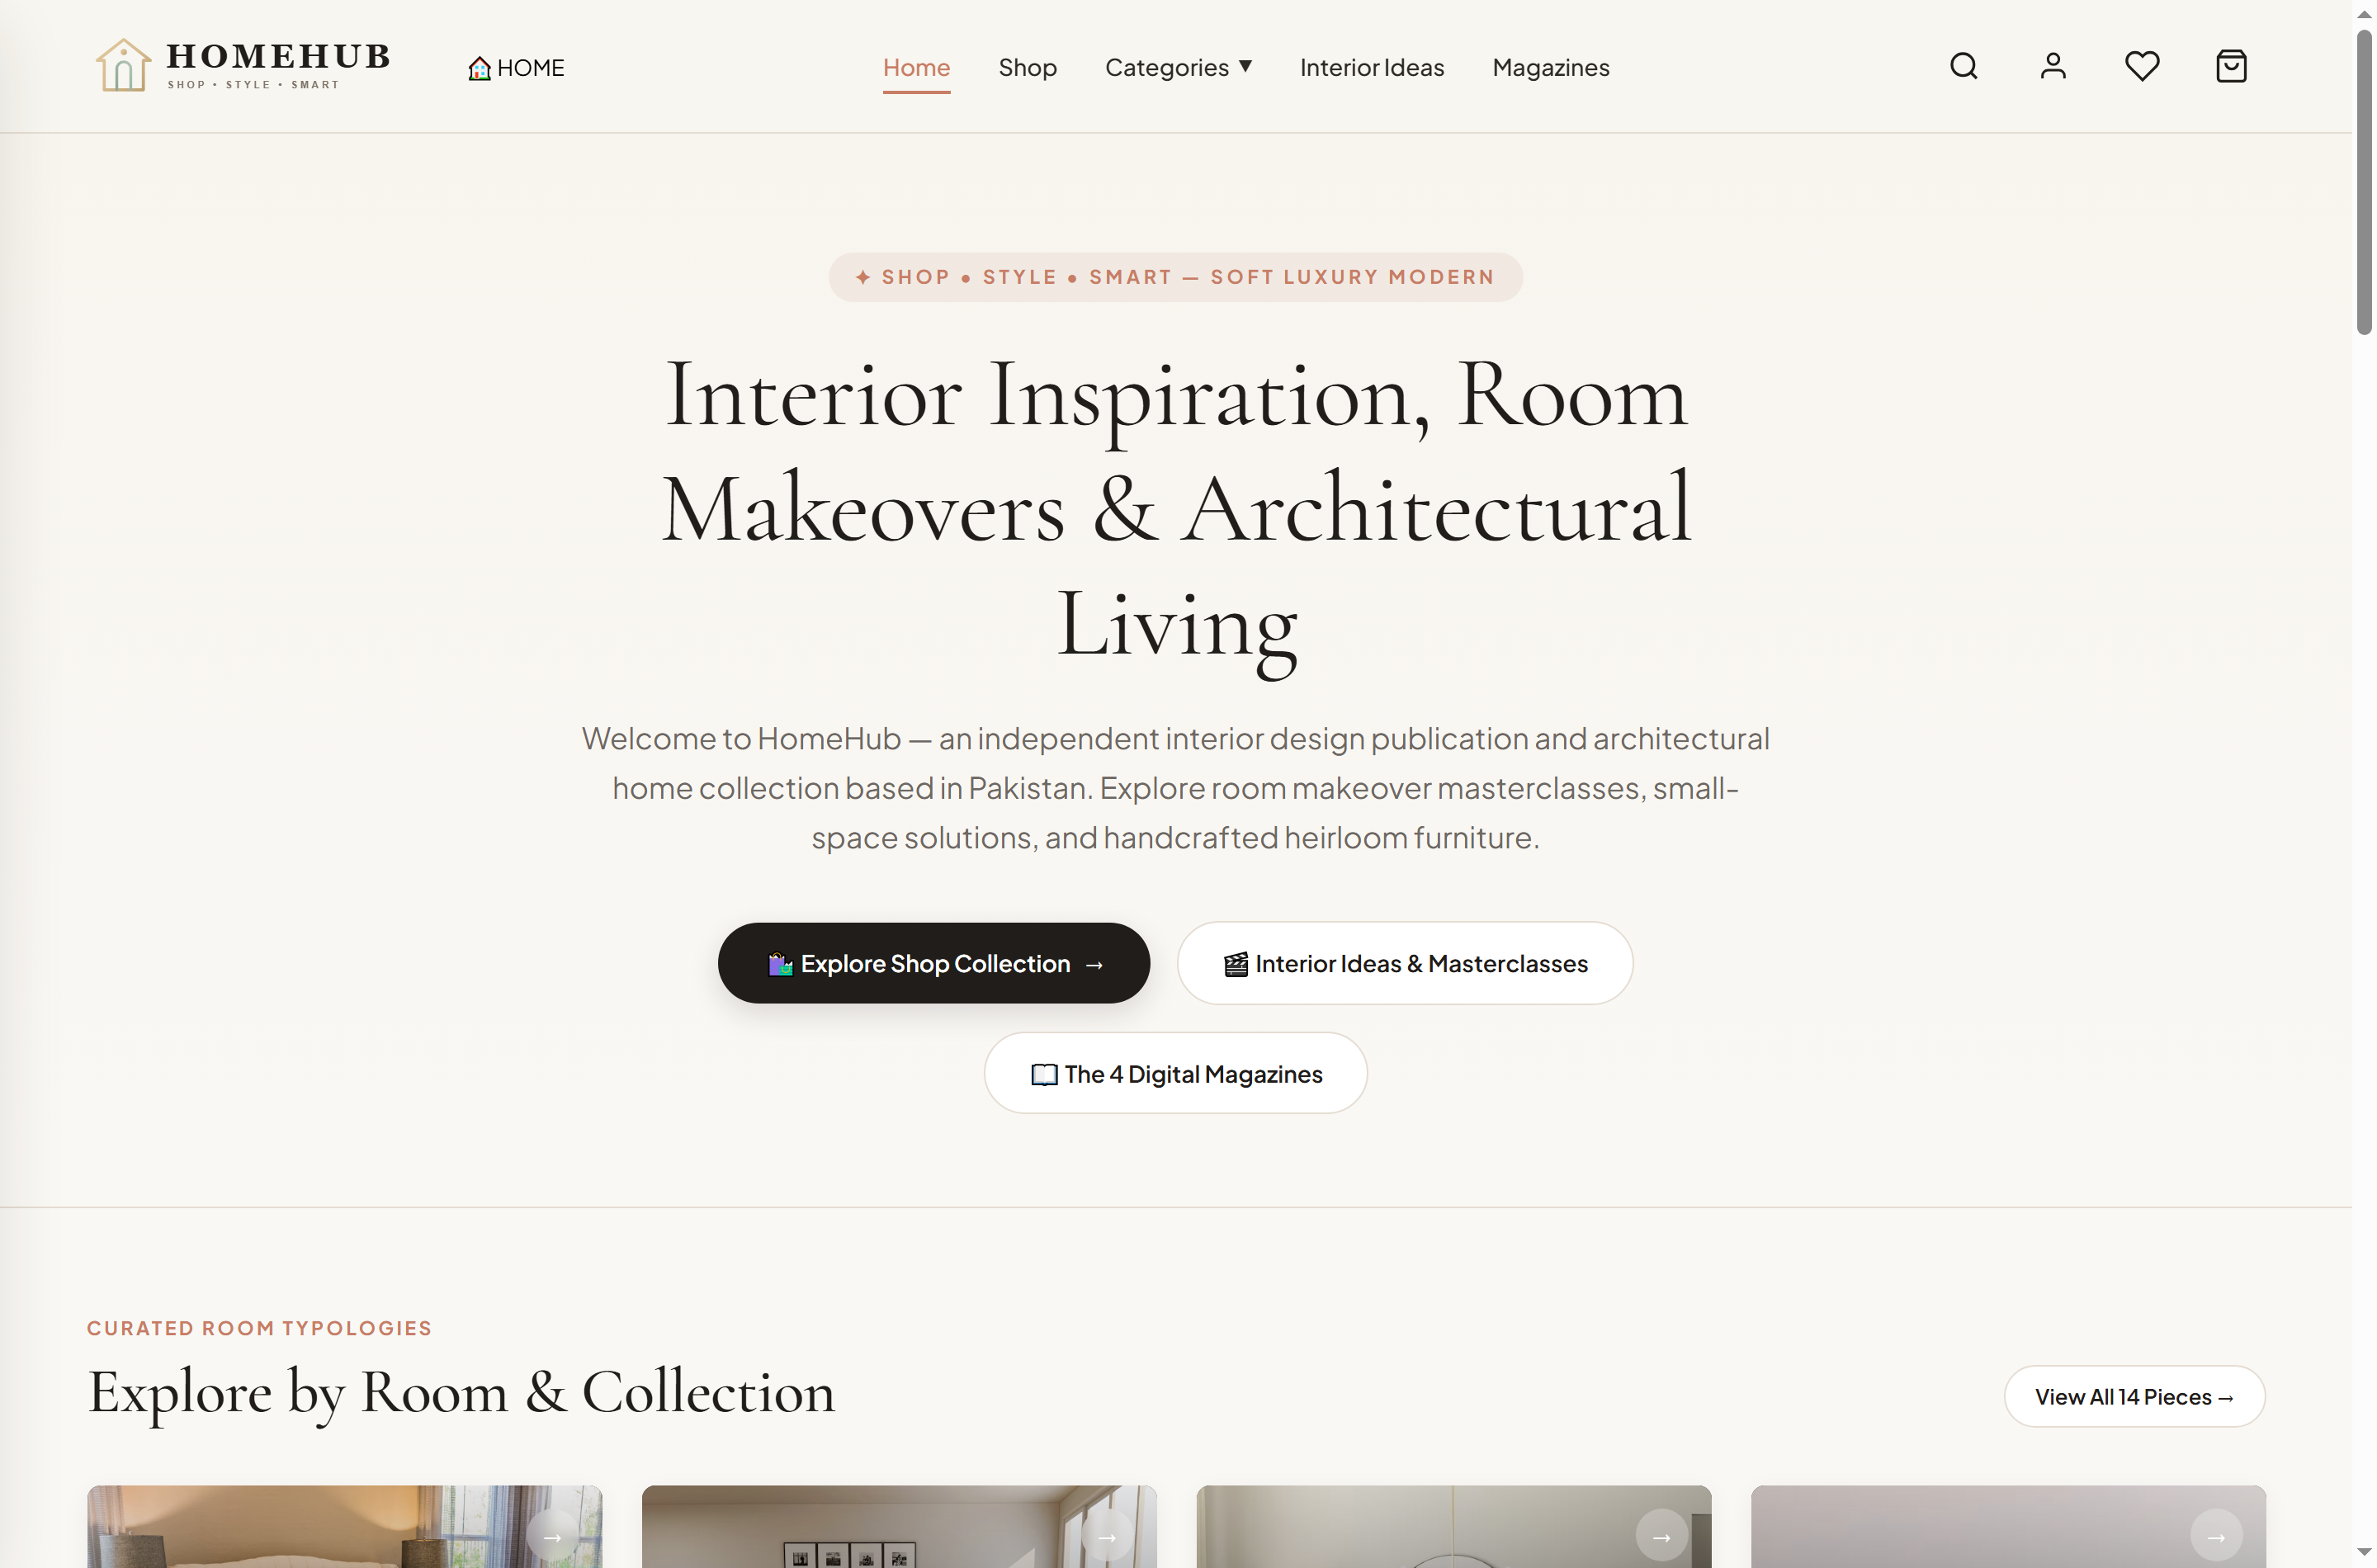 HOMEHUB
SHOP • STYLE • SMART
🏠 HOME
Home
Shop
Categories ▼
Interior Ideas
Magazines
✦ SHOP • STYLE • SMART — SOFT LUXURY MODERN
Interior Inspiration, Room
Makeovers & Architectural
Living
Welcome to HomeHub — an independent interior design publication and architectural
home collection based in Pakistan. Explore room makeover masterclasses, small-
space solutions, and handcrafted heirloom furniture.
🛍️ Explore Shop Collection →
🎬 Interior Ideas & Masterclasses
📖 The 4 Digital Magazines
CURATED ROOM TYPOLOGIES
Explore by Room & Collection
View All 14 Pieces →
→
→
→
→